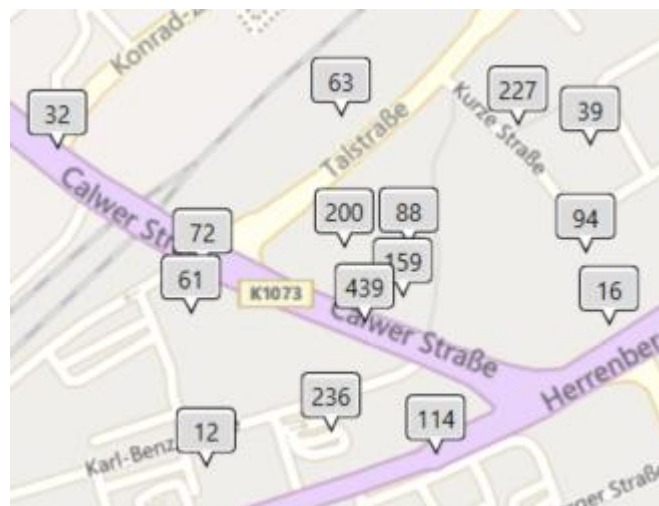 Konrad-Z
63
227
39
32
Talstraße
Kurze Straße
Calwer Str
72
200
88
94
61
159
K1073
439
16
Calwer Straße
Herrenber
236
114
12
Karl-Benz
ner Straße